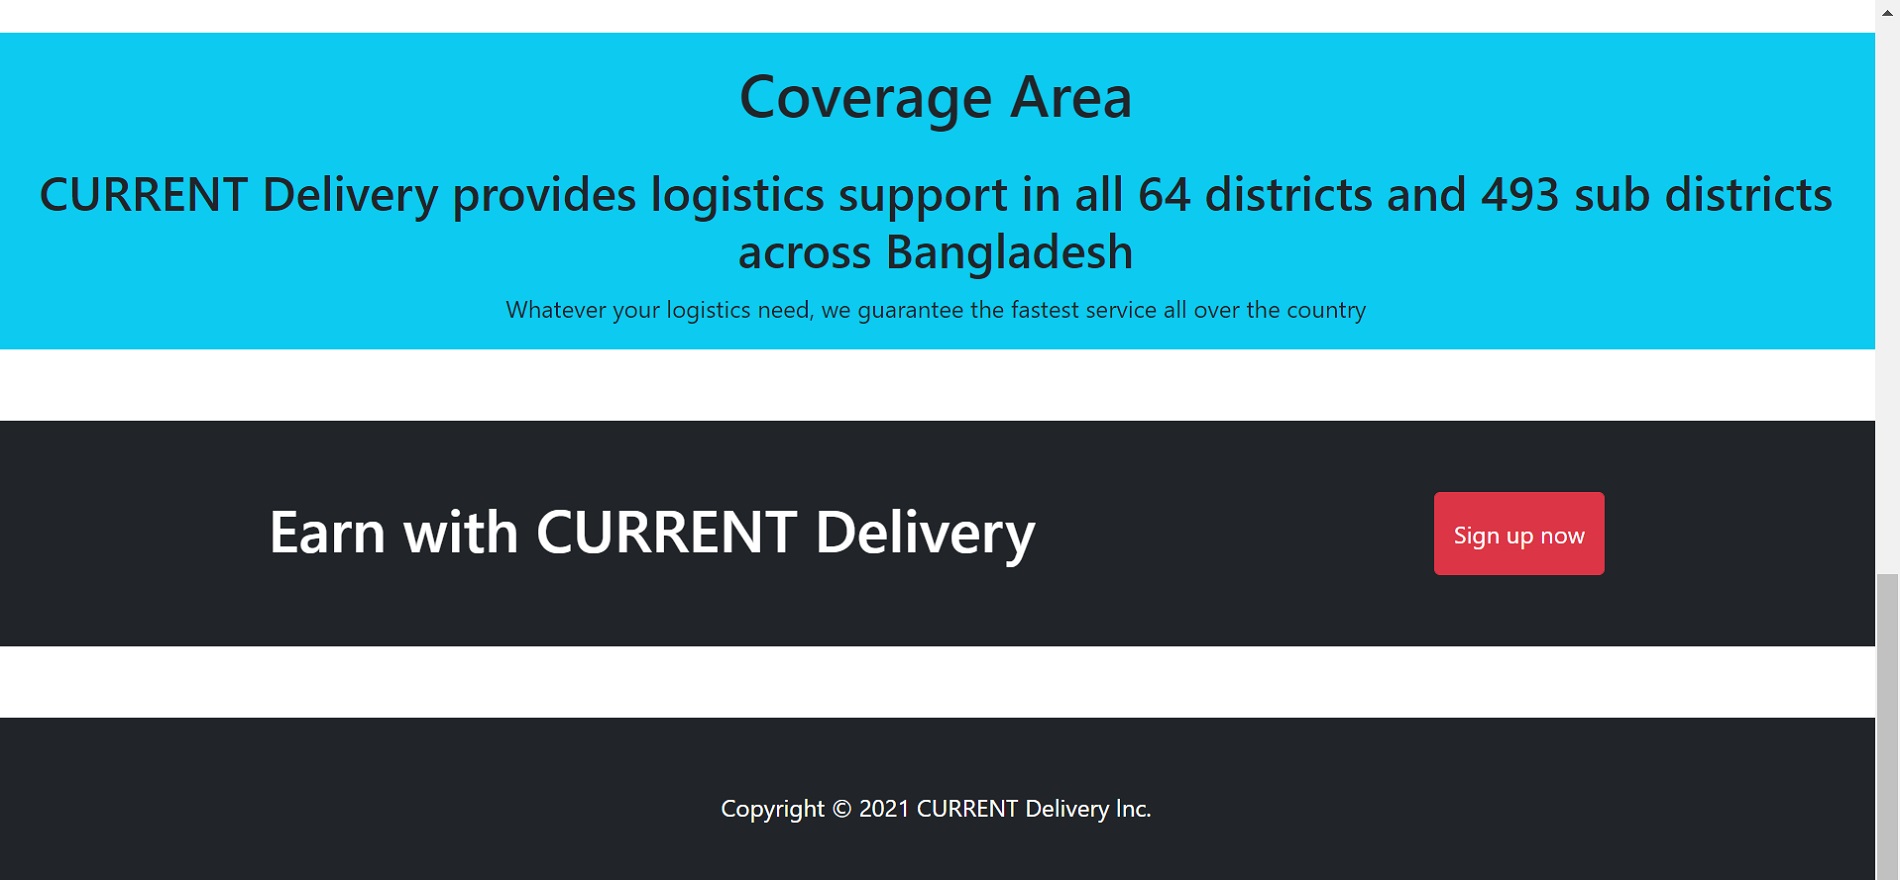 Coverage Area
CURRENT Delivery provides logistics support in all 64 districts and 493 sub districts
across Bangladesh
Whatever your logistics need, we guarantee the fastest service all over the country
Earn with CURRENT Delivery
Sign up now
Copyright © 2021 CURRENT Delivery Inc.